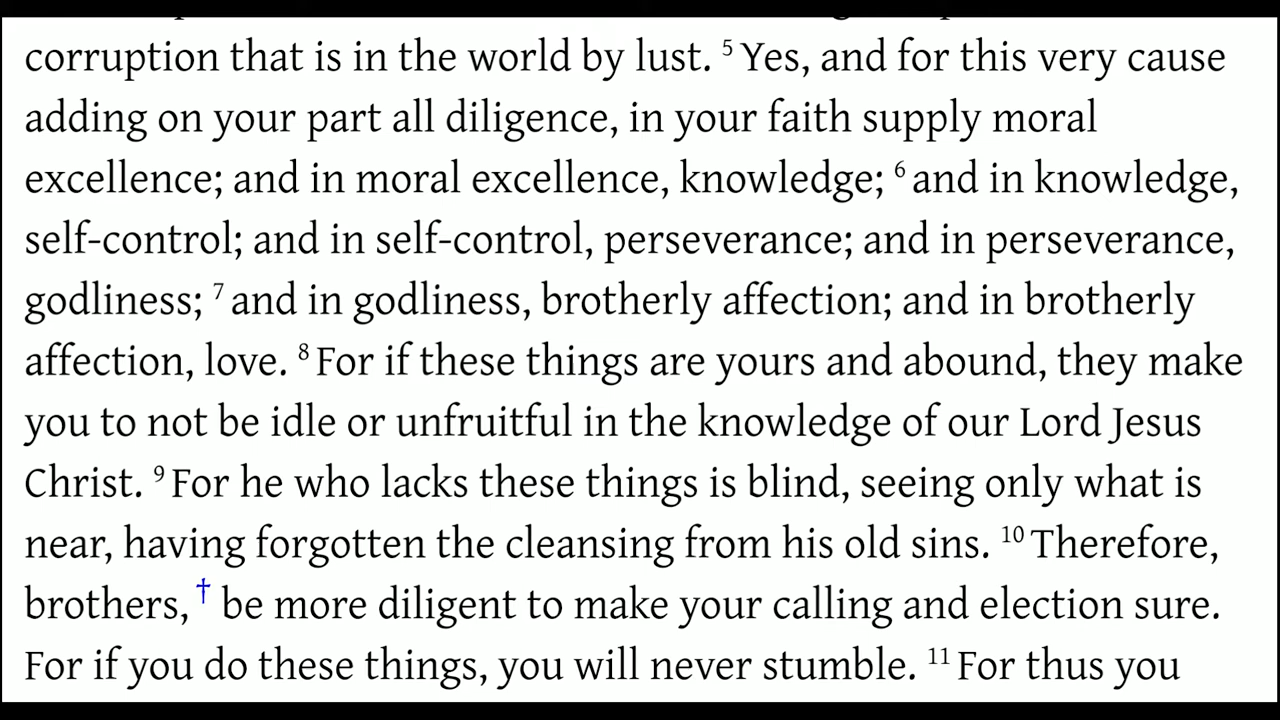 corruption that is in the world by lust. 5 Yes, and for this very cause
adding on your part all diligence, in your faith supply moral
excellence; and in moral excellence, knowledge; 6 and in knowledge,
self-control; and in self-control, perseverance; and in perseverance,
godliness; 7 and in godliness, brotherly affection; and in brotherly
affection, love. 8 For if these things are yours and abound, they make
you to not be idle or unfruitful in the knowledge of our Lord Jesus
Christ. 9 For he who lacks these things is blind, seeing only what is
near, having forgotten the cleansing from his old sins. 10 Therefore,
brothers, † be more diligent to make your calling and election sure.
For if you do these things, you will never stumble. 11 For thus you